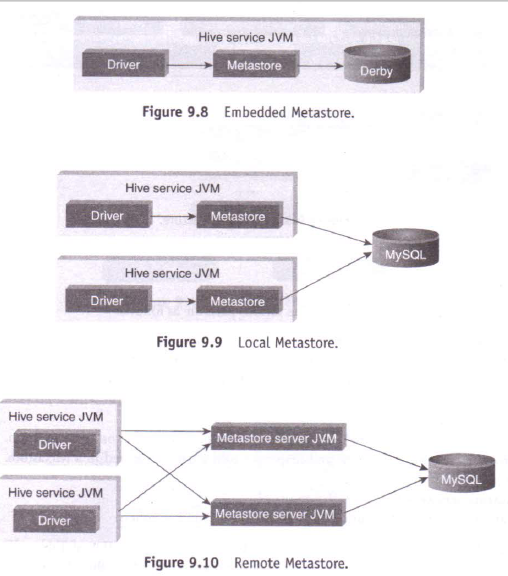 Hive service JVM
Driver
Metastore
Derby
Figure 9.8 Embedded Metastore.
Hive service JVM
Driver
Metastore
MySQL
Hive service JVM
Driver
Metastore
Figure 9.9 Local Metastore.
Hive service JVM
Driver
Metastore server JVM
MySQL
Hive service JVM
Driver
Metastore server JVM
Figure 9.10 Remote Metastore.